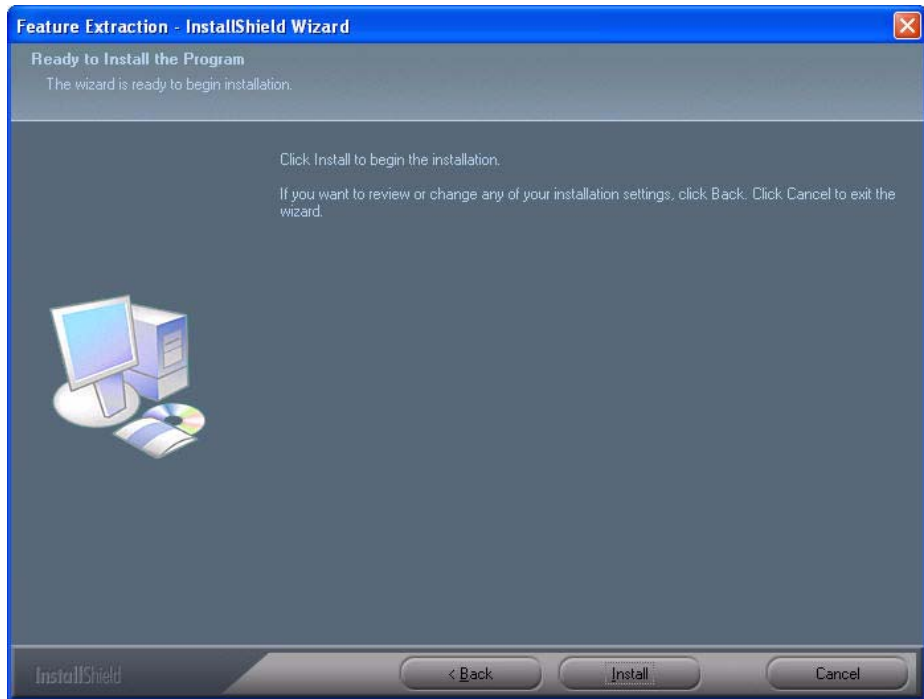 Feature Extraction - InstallShield Wizard
Ready to Install the Program
The wizard is ready to begin installation.
Click Install to begin the installation.
If you want to review or change any of your installation settings, click Back. Click Cancel to exit the
wizard.
InstallShield
< Back
Install
Cancel